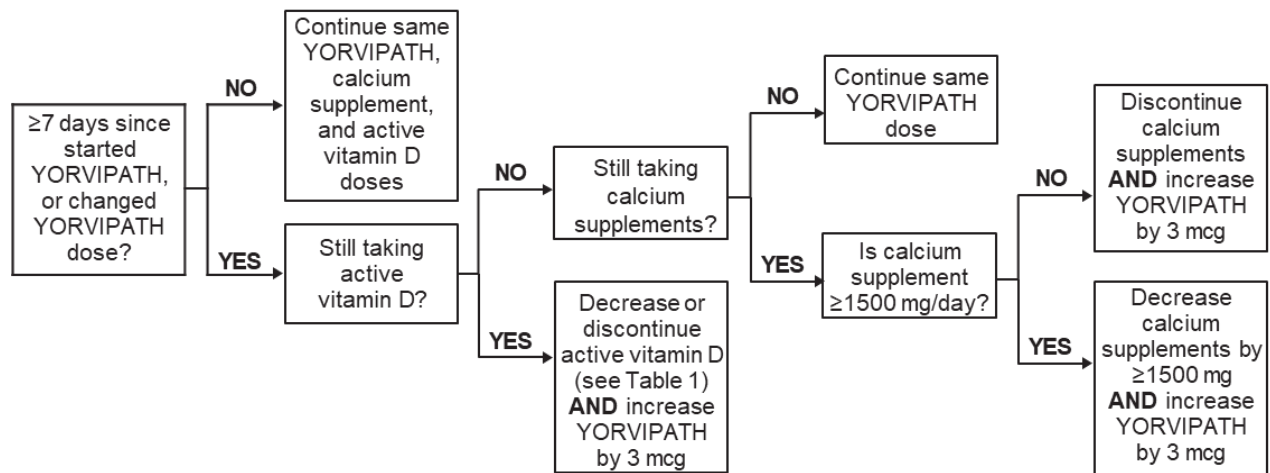 ≥7 days since
started
YORVIPATH,
or changed
YORVIPATH
dose?
NO
Continue same
YORVIPATH,
calcium
supplement,
and active
vitamin D
doses
YES
Still taking
active
vitamin D?
NO
Still taking
calcium
supplements?
YES
Decrease or
discontinue
active vitamin D
(see Table 1)
AND increase
YORVIPATH
by 3 mcg
NO
Continue same
YORVIPATH
dose
YES
Is calcium
supplement
≥1500 mg/day?
NO
Discontinue
calcium
supplements
AND increase
YORVIPATH
by 3 mcg
YES
Decrease
calcium
supplements by
≥1500 mg
AND increase
YORVIPATH
by 3 mcg